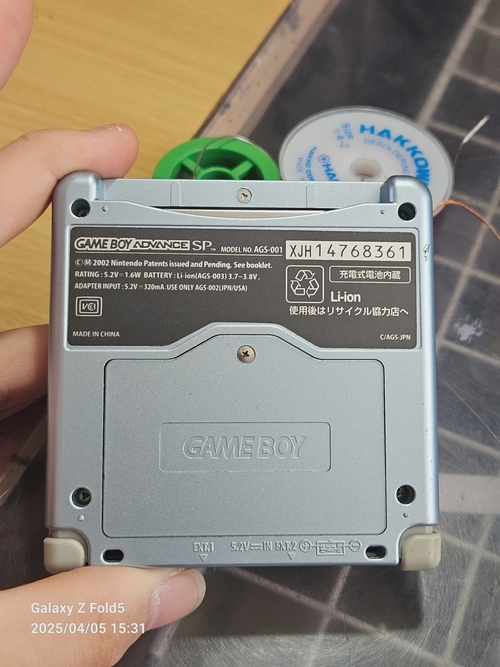 HAKKO
DESOLDERING
GAME BOY ADVANCE SP™ MODEL NO. AGS-001
XJH14768361
©Ⓜ 2002 Nintendo Patents issued and Pending, See booklet.
RATING : 5.2V⎓1.6W BATTERY : Li-ion(AGS-003) 3.7~3.8V .
ADAPTER INPUT : 5.2V⎓320mA. USE ONLY AGS-002(JPN/USA)
VCI
MADE IN CHINA
充電式電池内蔵
Li-ion
使用後はリサイクル協力店へ
C/AGS-JPN
GAME BOY
EXT.1 5.2V⎓IN EXT.2
Galaxy Z Fold5
2025/04/05 15:31